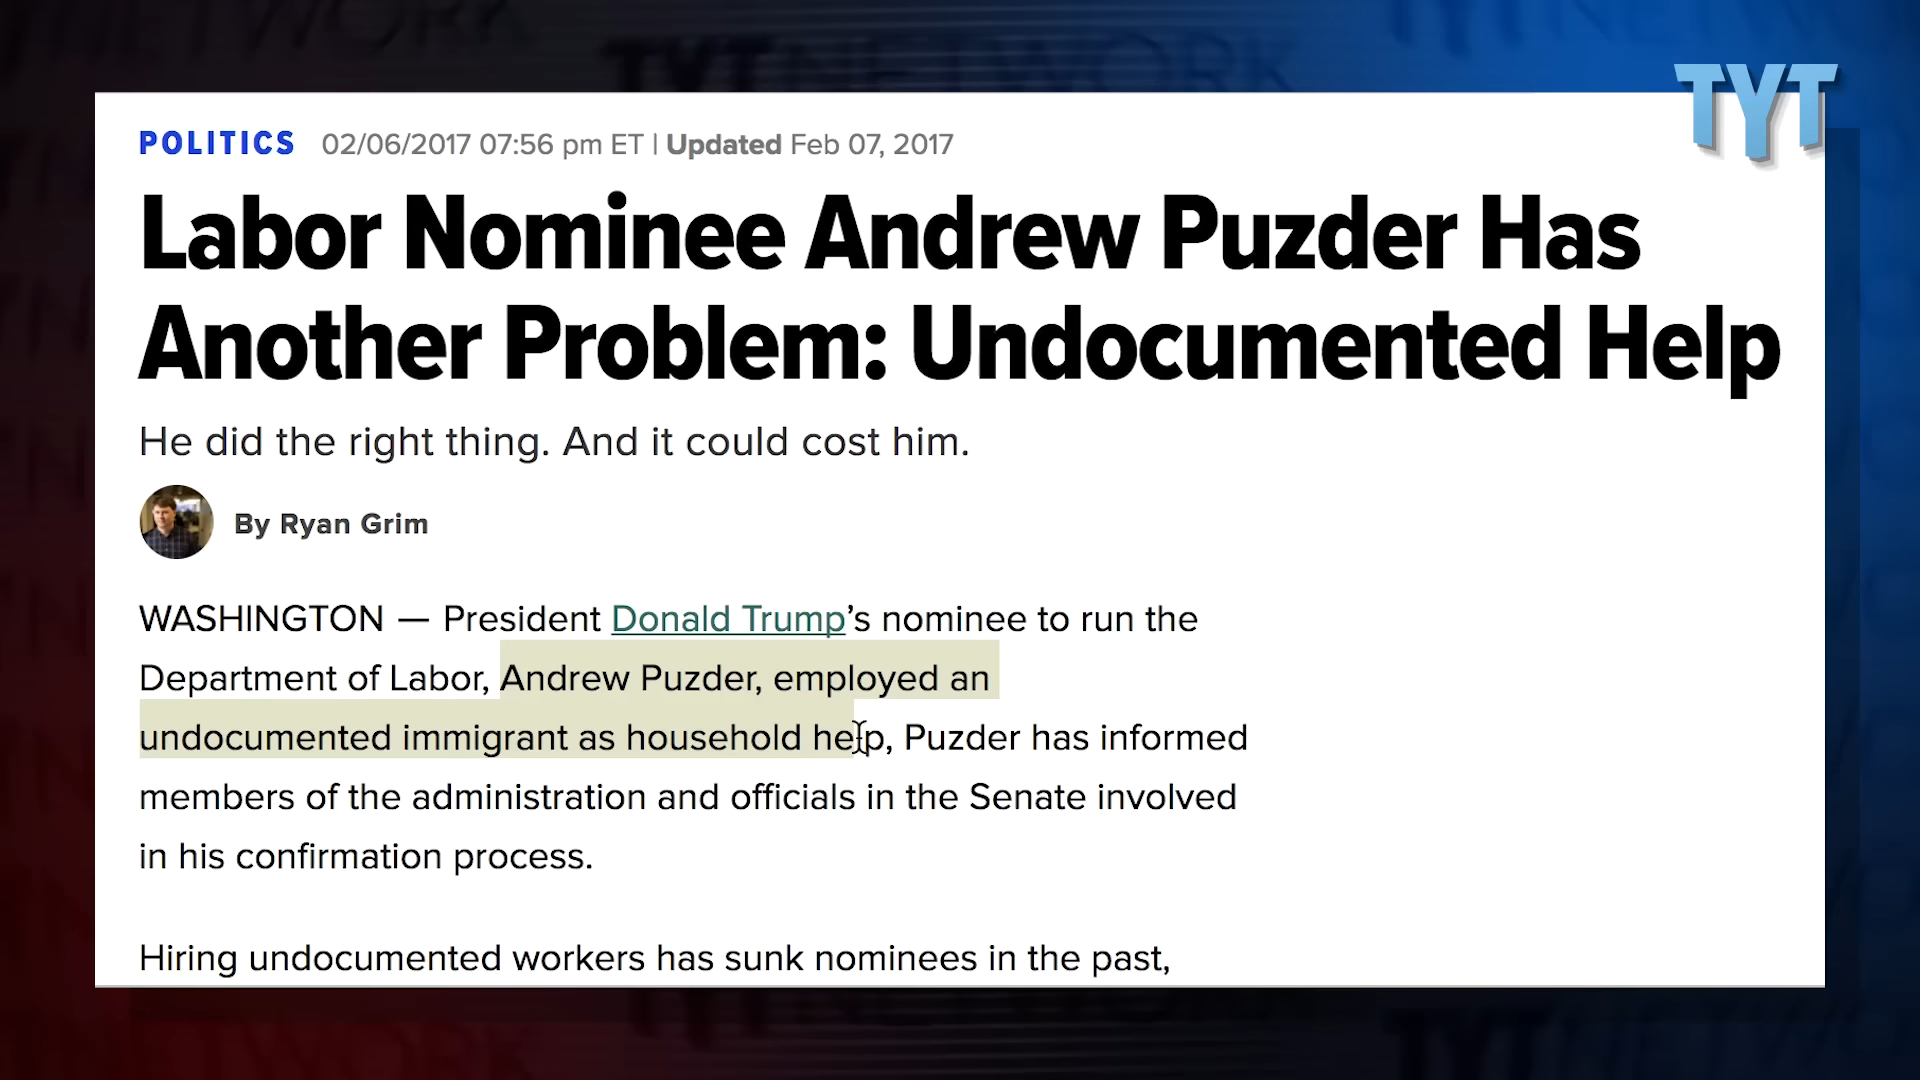 TYT NETWORK
TYT
POLITICS 02/06/2017 07:56 pm ET | Updated Feb 07, 2017
Labor Nominee Andrew Puzder Has
Another Problem: Undocumented Help
He did the right thing. And it could cost him.
By Ryan Grim
WASHINGTON — President Donald Trump’s nominee to run the
Department of Labor, Andrew Puzder, employed an
undocumented immigrant as household help, Puzder has informed
members of the administration and officials in the Senate involved
in his confirmation process.
Hiring undocumented workers has sunk nominees in the past,